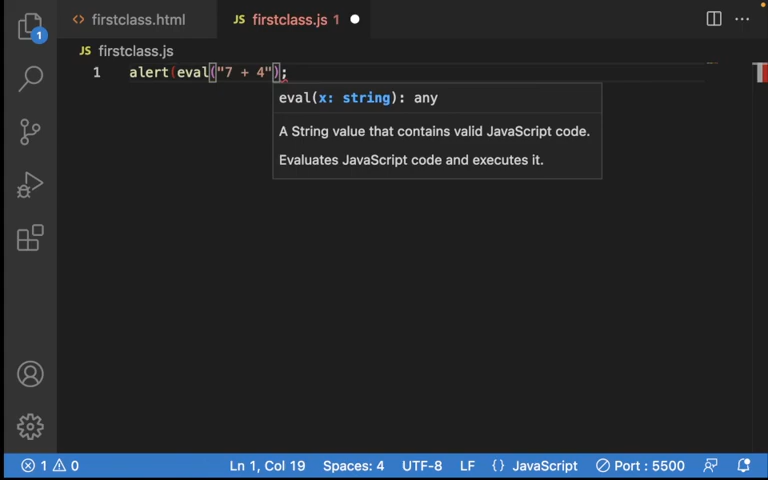 firstclass.html
JS firstclass.js 1
1
JS firstclass.js
1 alert(eval("7 + 4");
eval(x: string): any
A String value that contains valid JavaScript code.
Evaluates JavaScript code and executes it.
1 0 Ln 1, Col 19 Spaces: 4 UTF-8 LF {} JavaScript Port : 5500